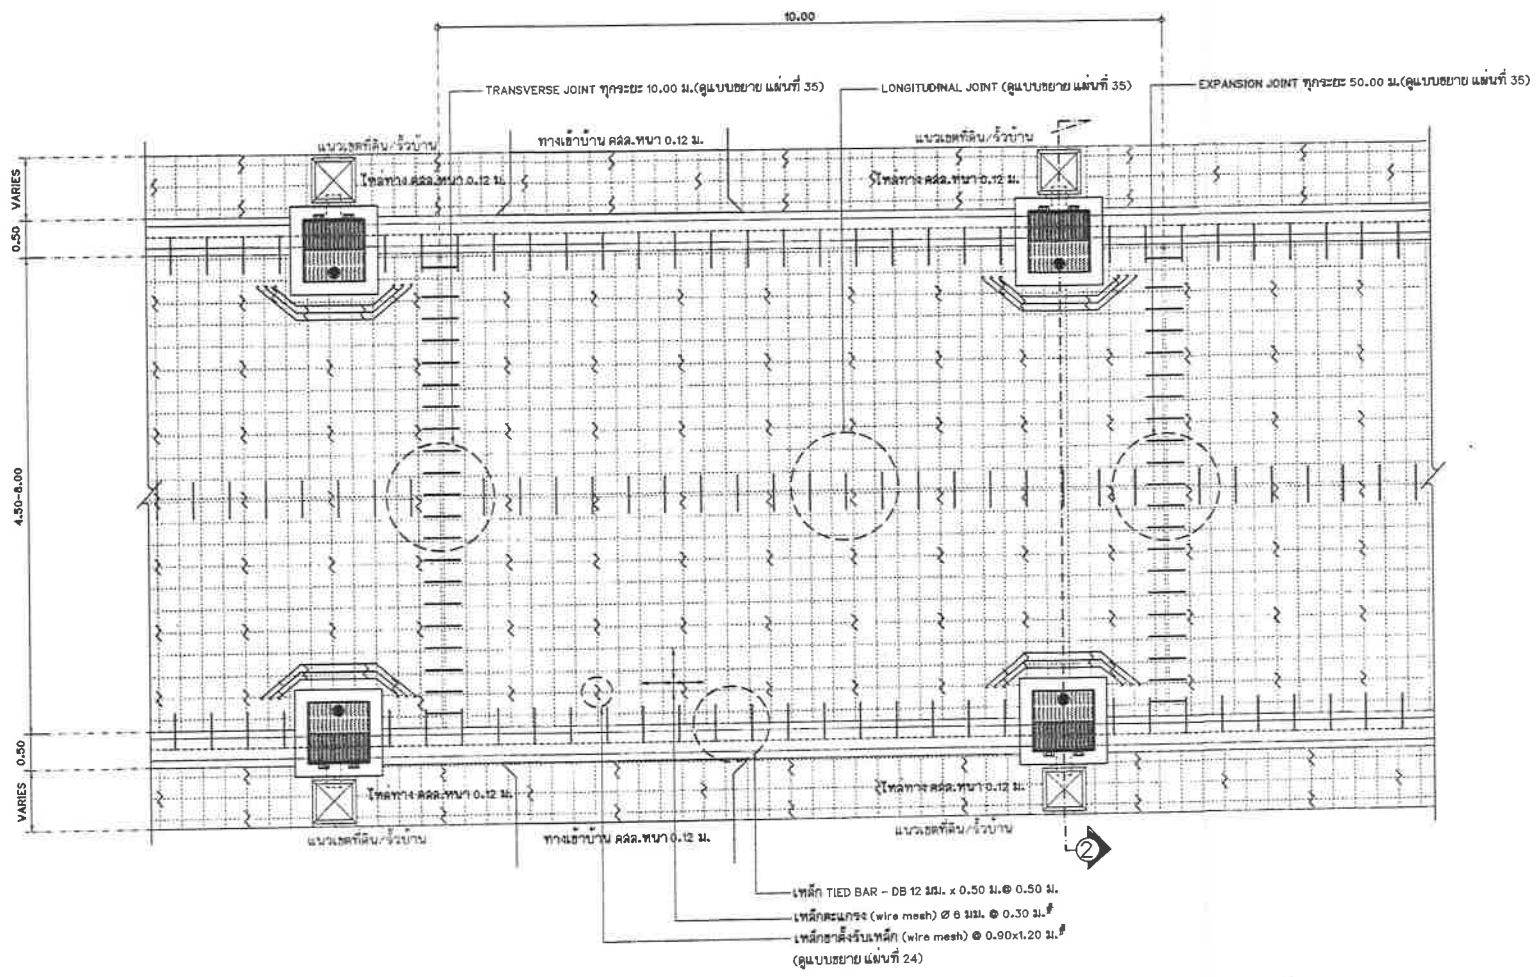 10.00
TRANSVERSE JOINT ทุกระยะ 10.00 ม.(ดูแบบขยาย แผ่นที่ 35)
LONGITUDINAL JOINT (ดูแบบขยาย แผ่นที่ 35)
EXPANSION JOINT ทุกระยะ 50.00 ม.(ดูแบบขยาย แผ่นที่ 35)
แนวเขตที่ดิน/รั้วบ้าน
ทางเข้าบ้าน คสล.หนา 0.12 ม.
แนวเขตที่ดิน/รั้วบ้าน
ไหล่ทาง คสล.หนา 0.12 ม.
ไหล่ทาง คสล.หนา 0.12 ม.
VARIES
0.50
4.50-8.00
0.50
VARIES
ไหล่ทาง คสล.หนา 0.12 ม.
ไหล่ทาง คสล.หนา 0.12 ม.
แนวเขตที่ดิน/รั้วบ้าน
ทางเข้าบ้าน คสล.หนา 0.12 ม.
แนวเขตที่ดิน/รั้วบ้าน
2
เหล็ก TIED BAR - DB 12 มม. x 0.50 ม.@ 0.50 ม.
เหล็กตะแกรง (wire mesh) Ø 6 มม. @ 0.30 ม.#
เหล็กขาตั้งรับเหล็ก (wire mesh) @ 0.90x1.20 ม.#
(ดูแบบขยาย แผ่นที่ 24)